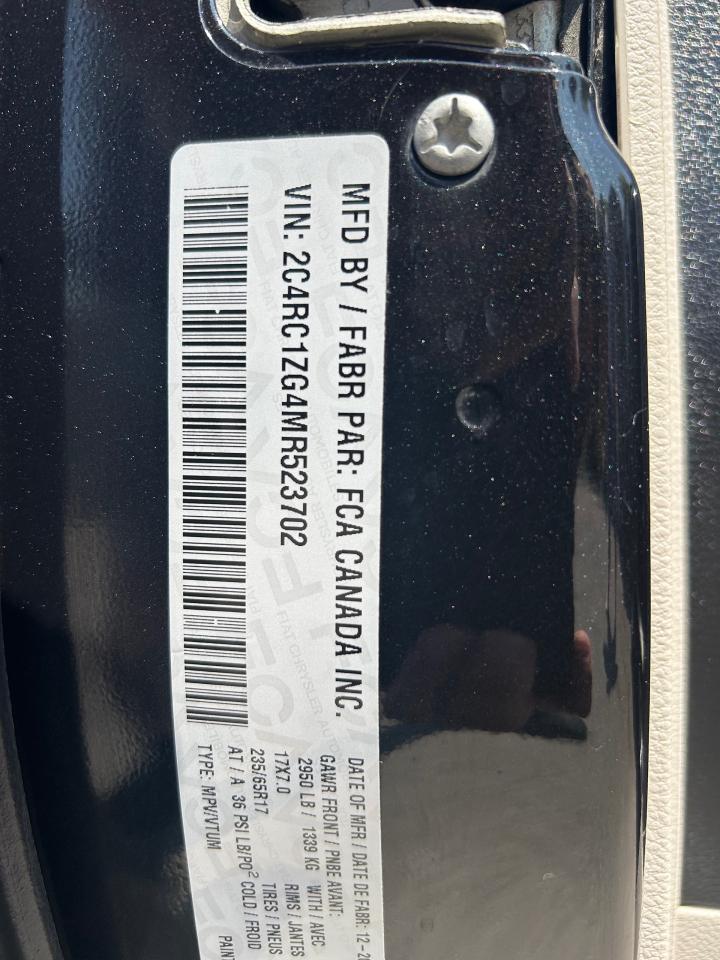 MFD BY / FABR PAR: FCA CANADA INC.
VIN: 2C4RC1ZG4MR523702
DATE OF MFR / DATE DE FABR: 12-20
GAWR FRONT / PNBE AVANT:
2950 LB / 1339 KG WITH / AVEC
17X7.0 RIMS / JANTES
235/65R17 TIRES / PNEUS
AT / A 36 PSI LB/PO² COLD / FROID
TYPE: MPV/VTUM PAINT